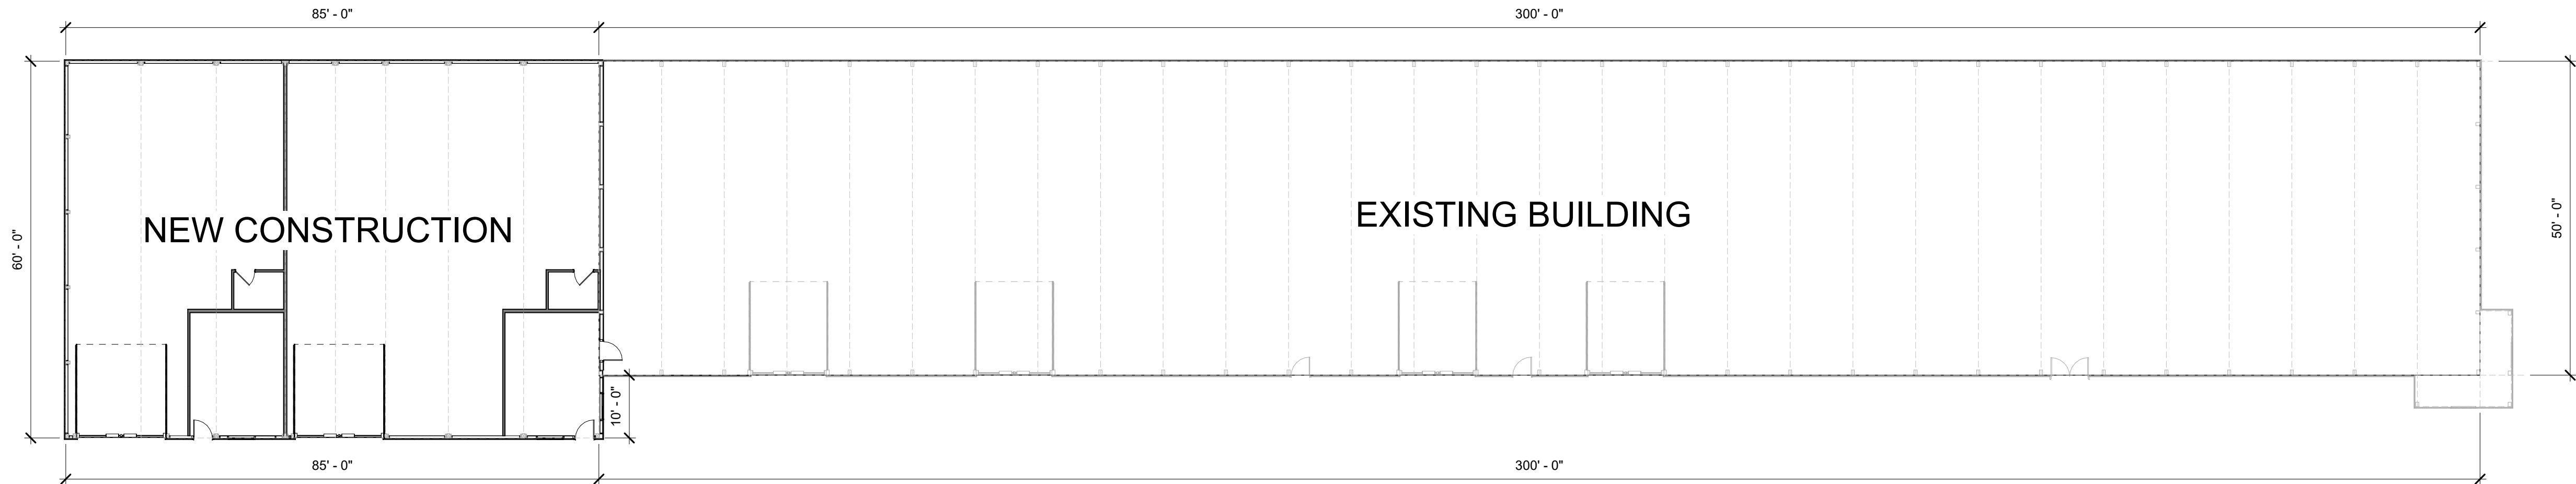 85' - 0"
300' - 0"
60' - 0"
NEW CONSTRUCTION
EXISTING BUILDING
50' - 0"
10' - 0"
85' - 0"
300' - 0"